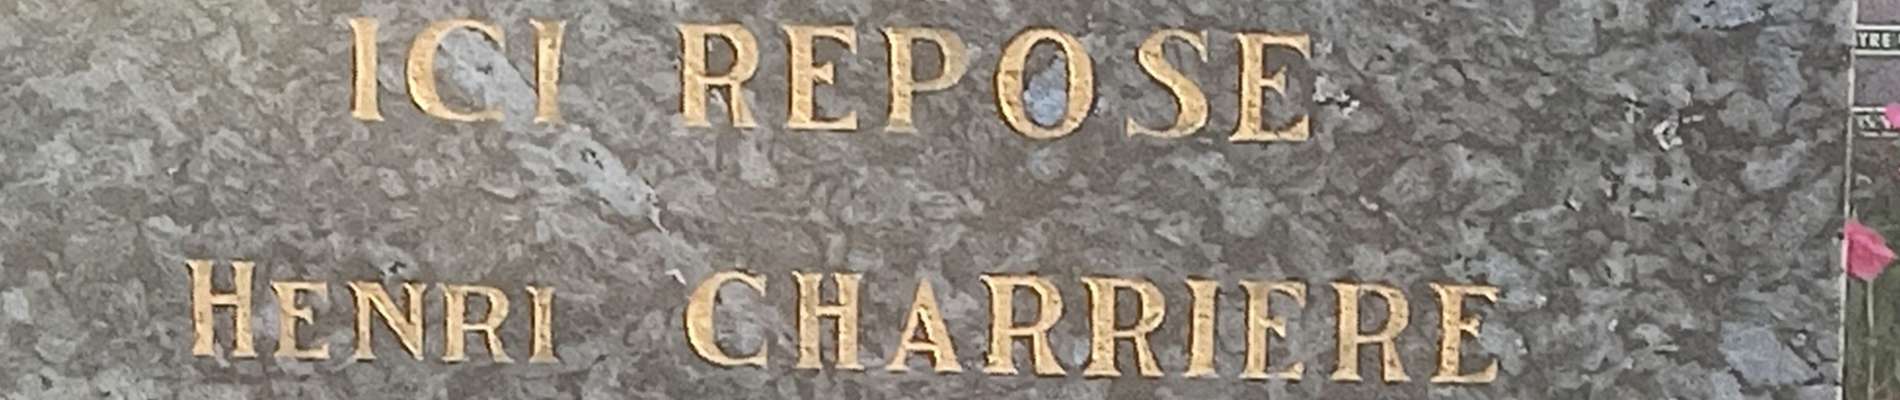 ICI REPOSE
HENRI CHARRIERE